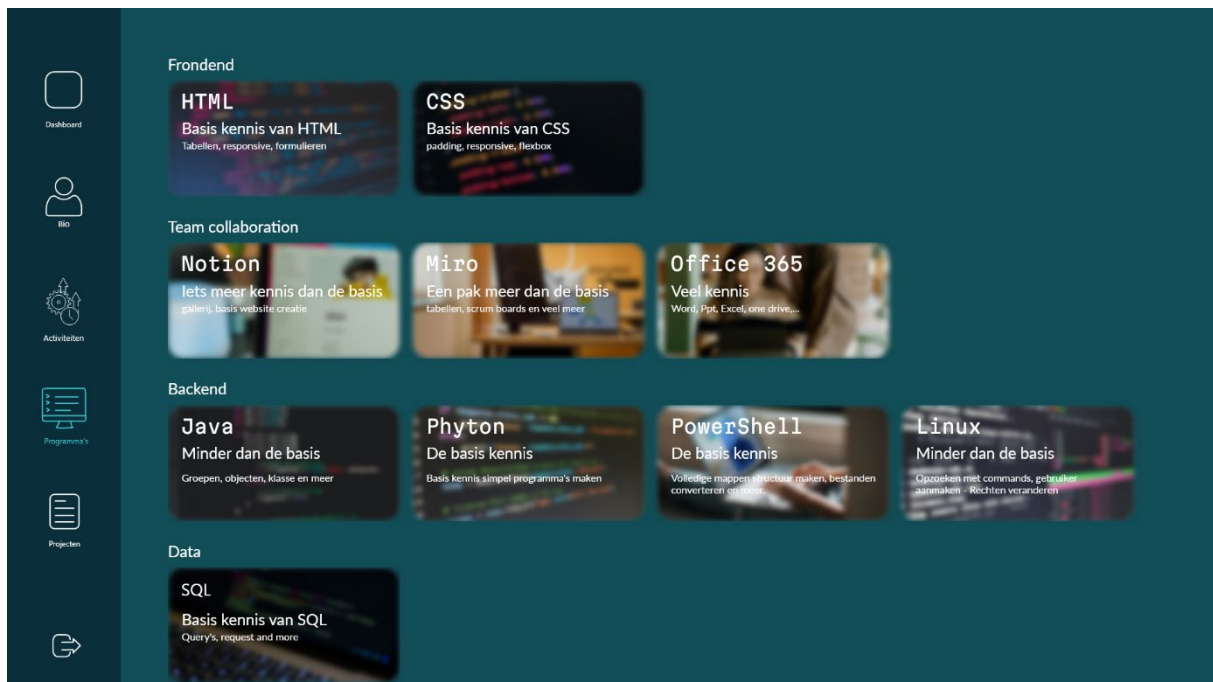 Dashboard
Bio
Activiteiten
Programma's
Projecten
Frondend
HTML
Basis kennis van HTML
Tabellen, responsive, formulieren
CSS
Basis kennis van CSS
padding, responsive, flexbox
Team collaboration
Notion
Iets meer kennis dan de basis
gallerij, basis website creatie
Miro
Een pak meer dan de basis
tabellen, scrum boards en veel meer
Office 365
Veel kennis
Word, Ppt, Excel, one drive,...
Backend
Java
Minder dan de basis
Groepen, objecten, klasse en meer
Phyton
De basis kennis
Basis kennis simpel programma's maken
PowerShell
De basis kennis
Volledige mappen structuur maken, bestanden
converteren en meer.
Linux
Minder dan de basis
Opzoeken met commands, gebruiker
aanmaken - Rechten veranderen
Data
SQL
Basis kennis van SQL
Query's, request and more